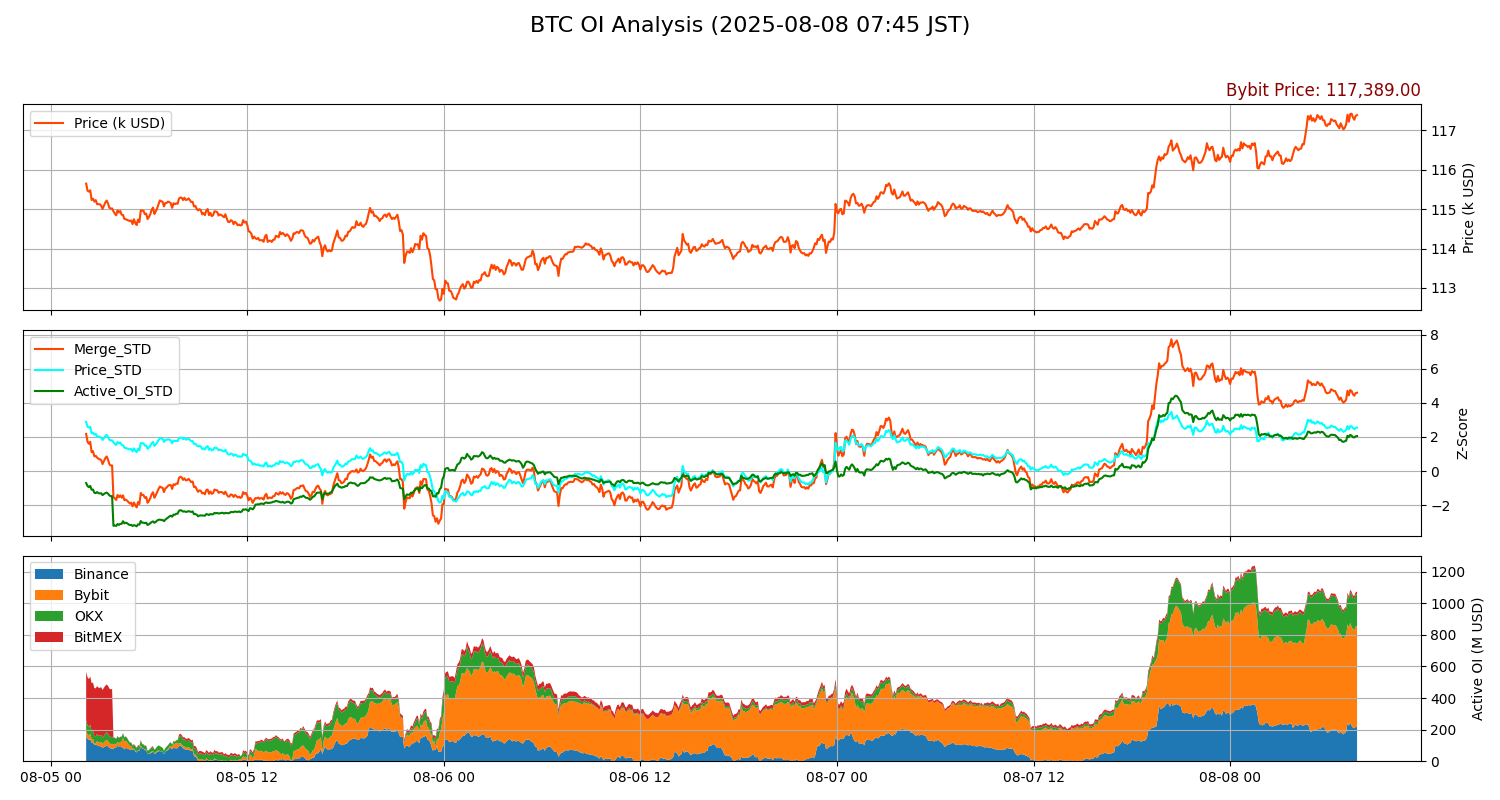 BTC OI Analysis (2025-08-08 07:45 JST)
Bybit Price: 117,389.00
Price (k USD)
117
116
115
114
113
Price (k USD)
Merge_STD
Price_STD
Active_OI_STD
8
6
4
2
0
−2
Z-Score
Binance
Bybit
OKX
BitMEX
1200
1000
800
600
400
200
0
Active OI (M USD)
08-05 00
08-05 12
08-06 00
08-06 12
08-07 00
08-07 12
08-08 00